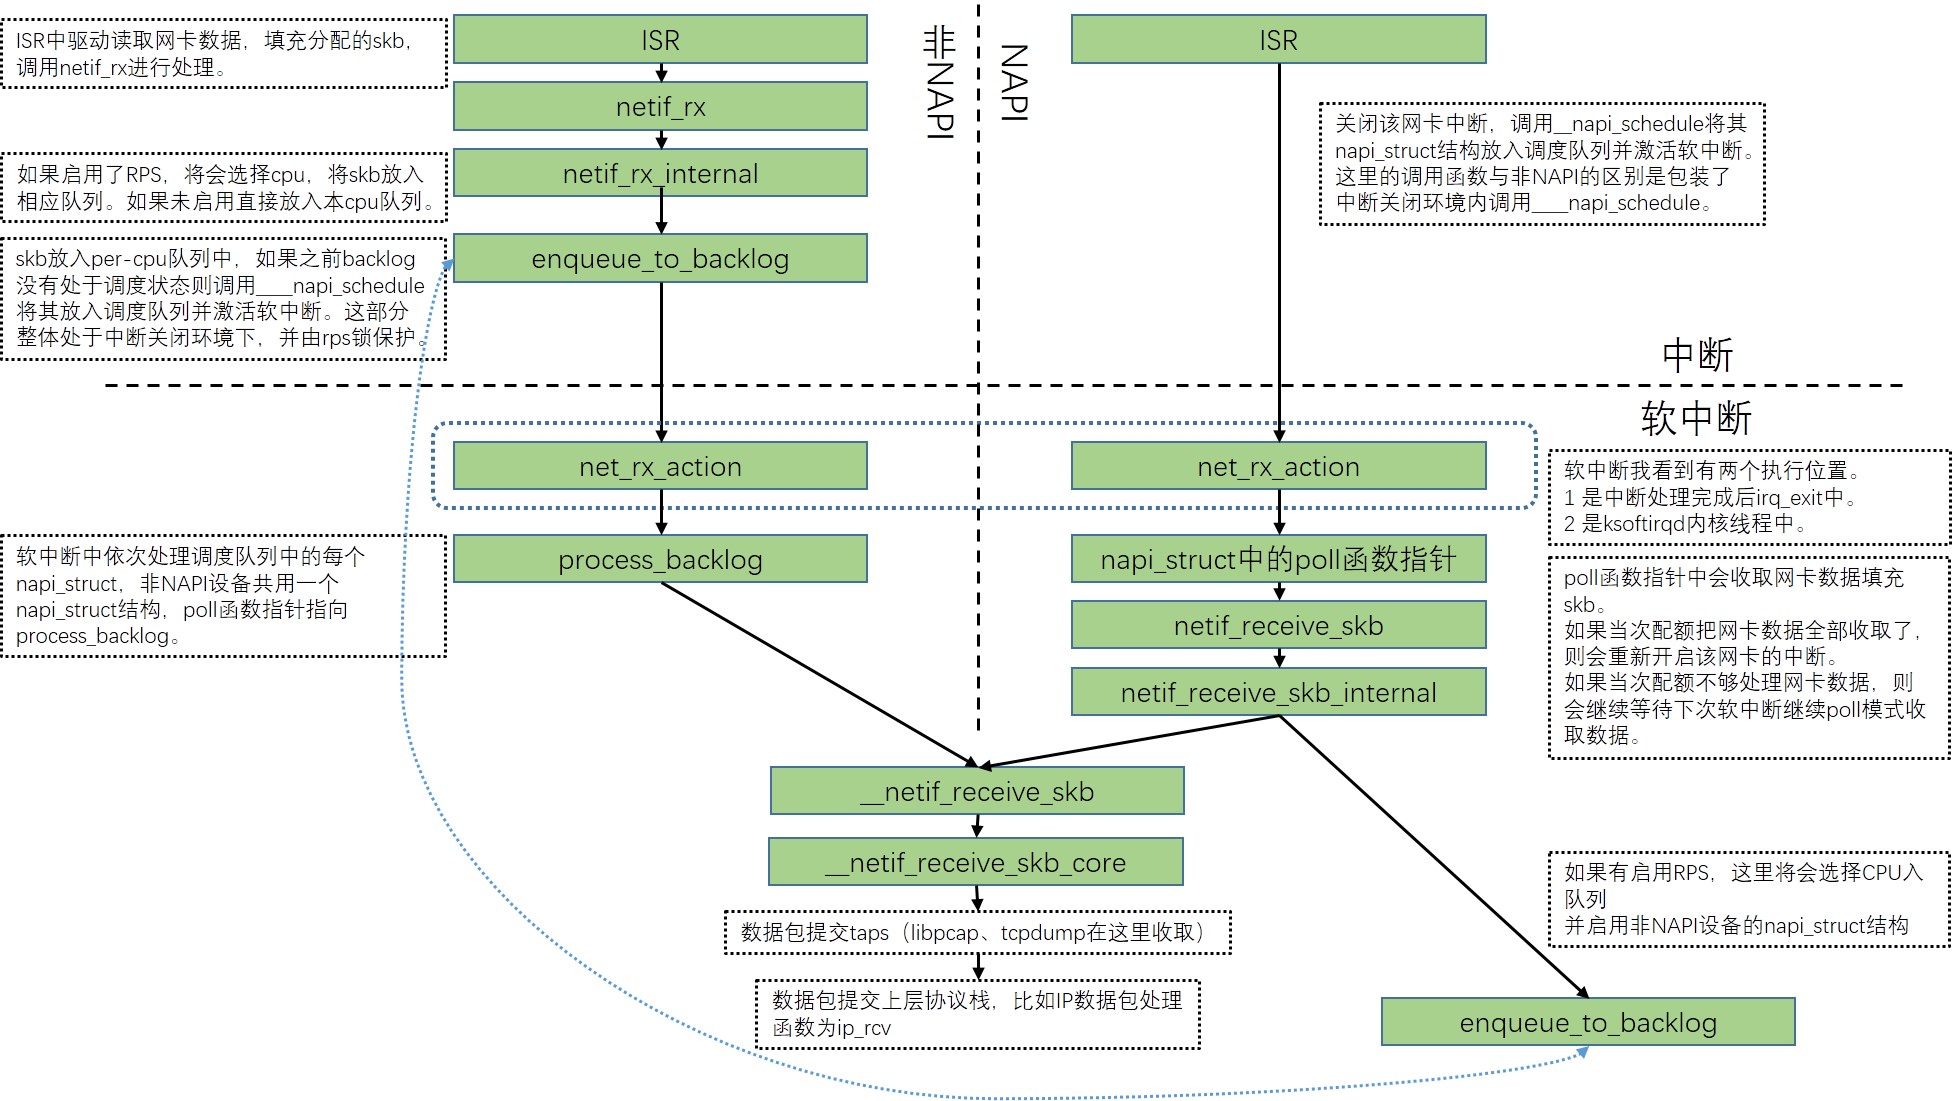 ISR中驱动读取网卡数据，填充分配的skb，
调用netif_rx进行处理。
ISR
netif_rx
如果启用了RPS，将会选择cpu，将skb放入
相应队列。如果未启用直接放入本cpu队列。
netif_rx_internal
skb放入per-cpu队列中，如果之前backlog
没有处于调度状态则调用____napi_schedule
将其放入调度队列并激活软中断。这部分
整体处于中断关闭环境下，并由rps锁保护。
enqueue_to_backlog
非NAPI
NAPI
ISR
关闭该网卡中断，调用__napi_schedule将其
napi_struct结构放入调度队列并激活软中断。
这里的调用函数与非NAPI的区别是包装了
中断关闭环境内调用____napi_schedule。
中断
软中断
net_rx_action
net_rx_action
软中断我看到有两个执行位置。
1 是中断处理完成后irq_exit中。
2 是ksoftirqd内核线程中。
软中断中依次处理调度队列中的每个
napi_struct，非NAPI设备共用一个
napi_struct结构，poll函数指针指向
process_backlog。
process_backlog
napi_struct中的poll函数指针
netif_receive_skb
netif_receive_skb_internal
poll函数指针中会收取网卡数据填充
skb。
如果当次配额把网卡数据全部收取了，
则会重新开启该网卡的中断。
如果当次配额不够处理网卡数据，则
会继续等待下次软中断继续poll模式收
取数据。
__netif_receive_skb
__netif_receive_skb_core
数据包提交taps（libpcap、tcpdump在这里收取）
数据包提交上层协议栈，比如IP数据包处理
函数为ip_rcv
如果有启用RPS，这里将会选择CPU入
队列
并启用非NAPI设备的napi_struct结构
enqueue_to_backlog